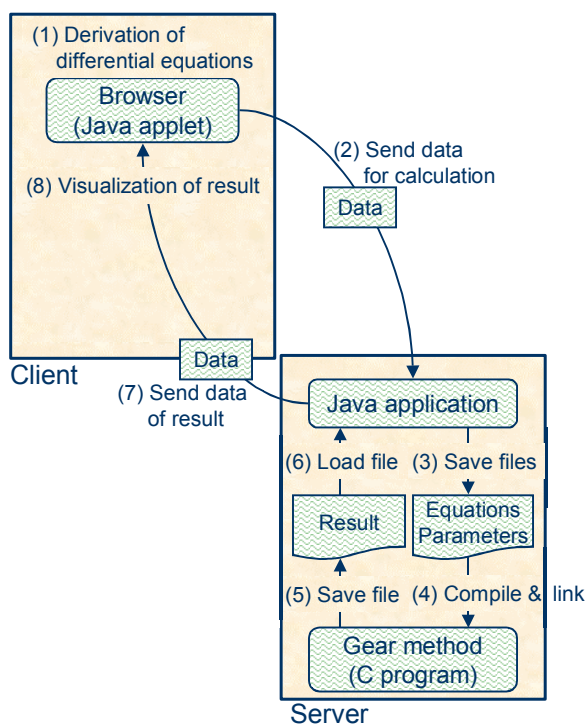 (1) Derivation of
differential equations
Browser
(Java applet)
(2) Send data
for calculation
(8) Visualization of result
Data
Data
Client
(7) Send data
of result
Java application
(6) Load file
(3) Save files
Result
Equations
Parameters
(5) Save file
(4) Compile & link
Gear method
(C program)
Server